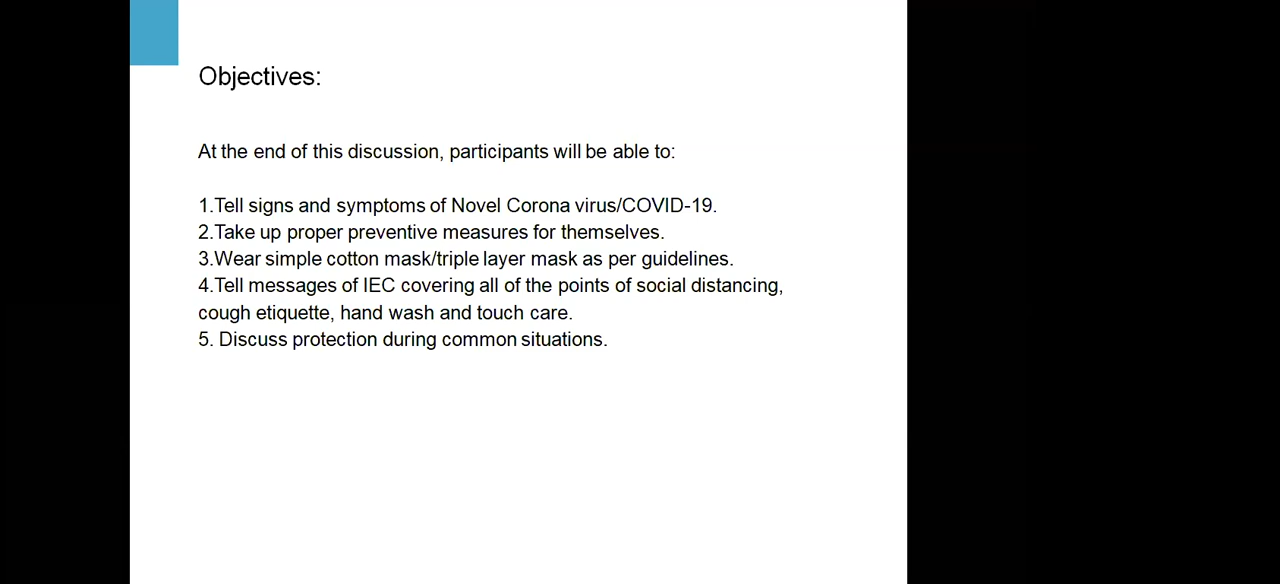 Objectives:
At the end of this discussion, participants will be able to:
1.Tell signs and symptoms of Novel Corona virus/COVID-19.
2.Take up proper preventive measures for themselves.
3.Wear simple cotton mask/triple layer mask as per guidelines.
4.Tell messages of IEC covering all of the points of social distancing,
cough etiquette, hand wash and touch care.
5. Discuss protection during common situations.